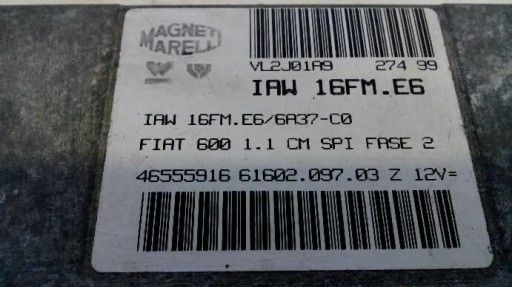 MAGNETI
MARELLI
VL2J01A9 274 99
IAW 16FM.E6
IAW 16FM.E6/6A37-C0
FIAT 600 1.1 CM SPI FASE 2
46555916 61602.097.03 Z 12V=